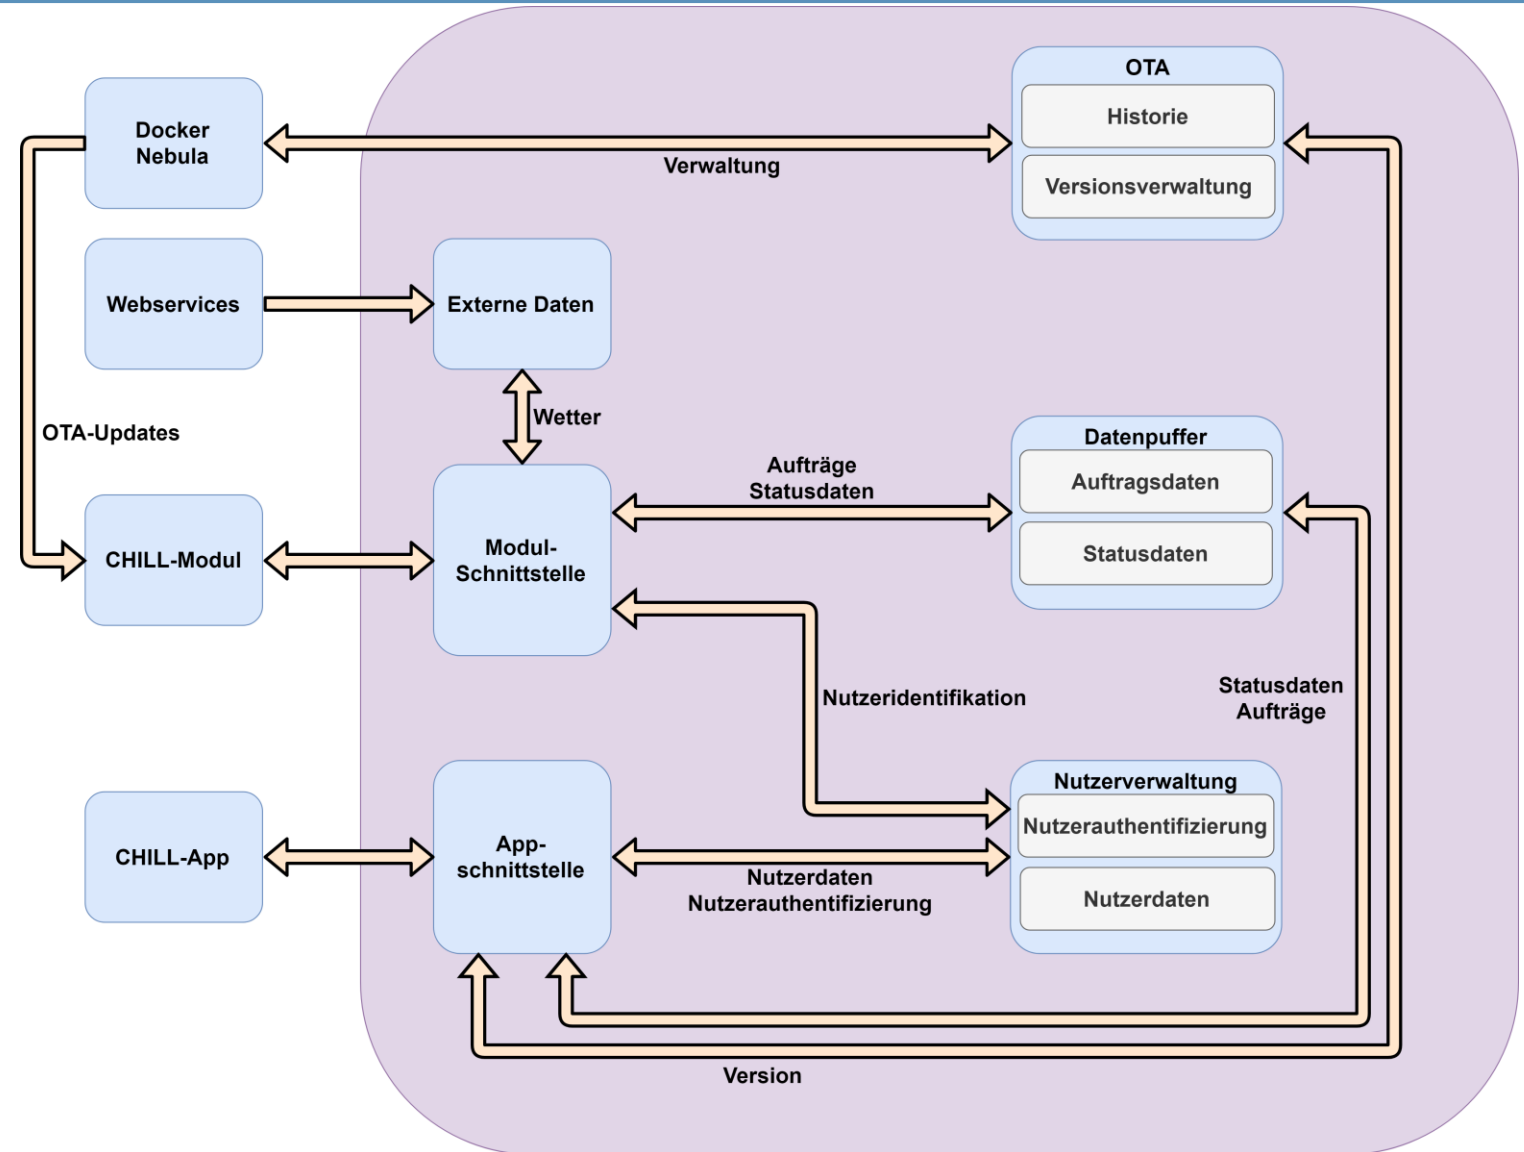 OTA
Historie
Docker
Nebula
Verwaltung
Versionsverwaltung
Webservices
Externe Daten
Wetter
OTA-Updates
Datenpuffer
Aufträge
Statusdaten
Auftragsdaten
CHILL-Modul
Modul-
Schnittstelle
Statusdaten
Nutzeridentifikation
Statusdaten
Aufträge
Nutzerverwaltung
Nutzerauthentifizierung
CHILL-App
App-
schnittstelle
Nutzerdaten
Nutzerauthentifizierung
Nutzerdaten
Version